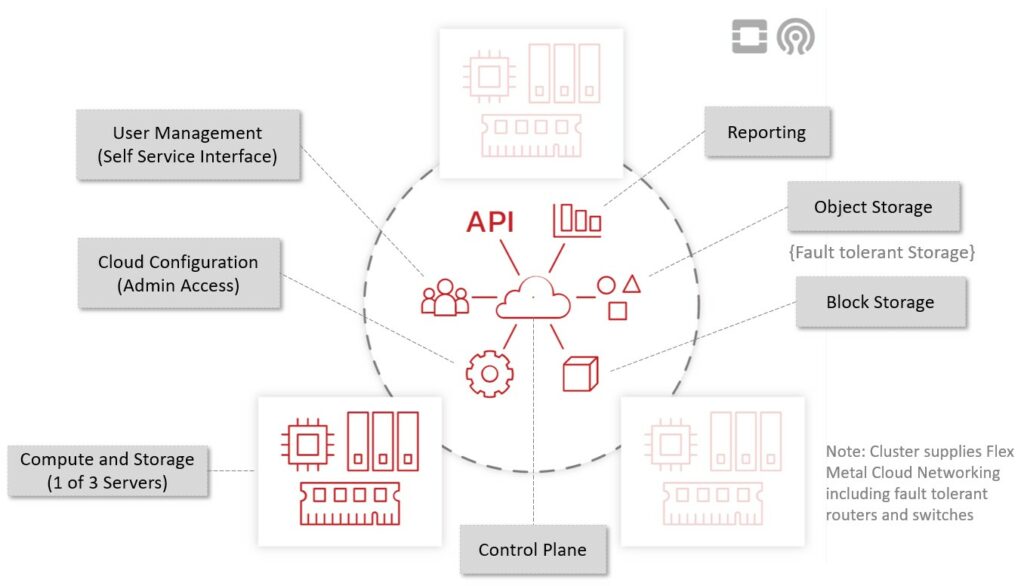 User Management
(Self Service Interface)
Reporting
API
Object Storage
{Fault tolerant Storage}
Cloud Configuration
(Admin Access)
Block Storage
Compute and Storage
(1 of 3 Servers)
Note: Cluster supplies Flex
Metal Cloud Networking
including fault tolerant
routers and switches
Control Plane